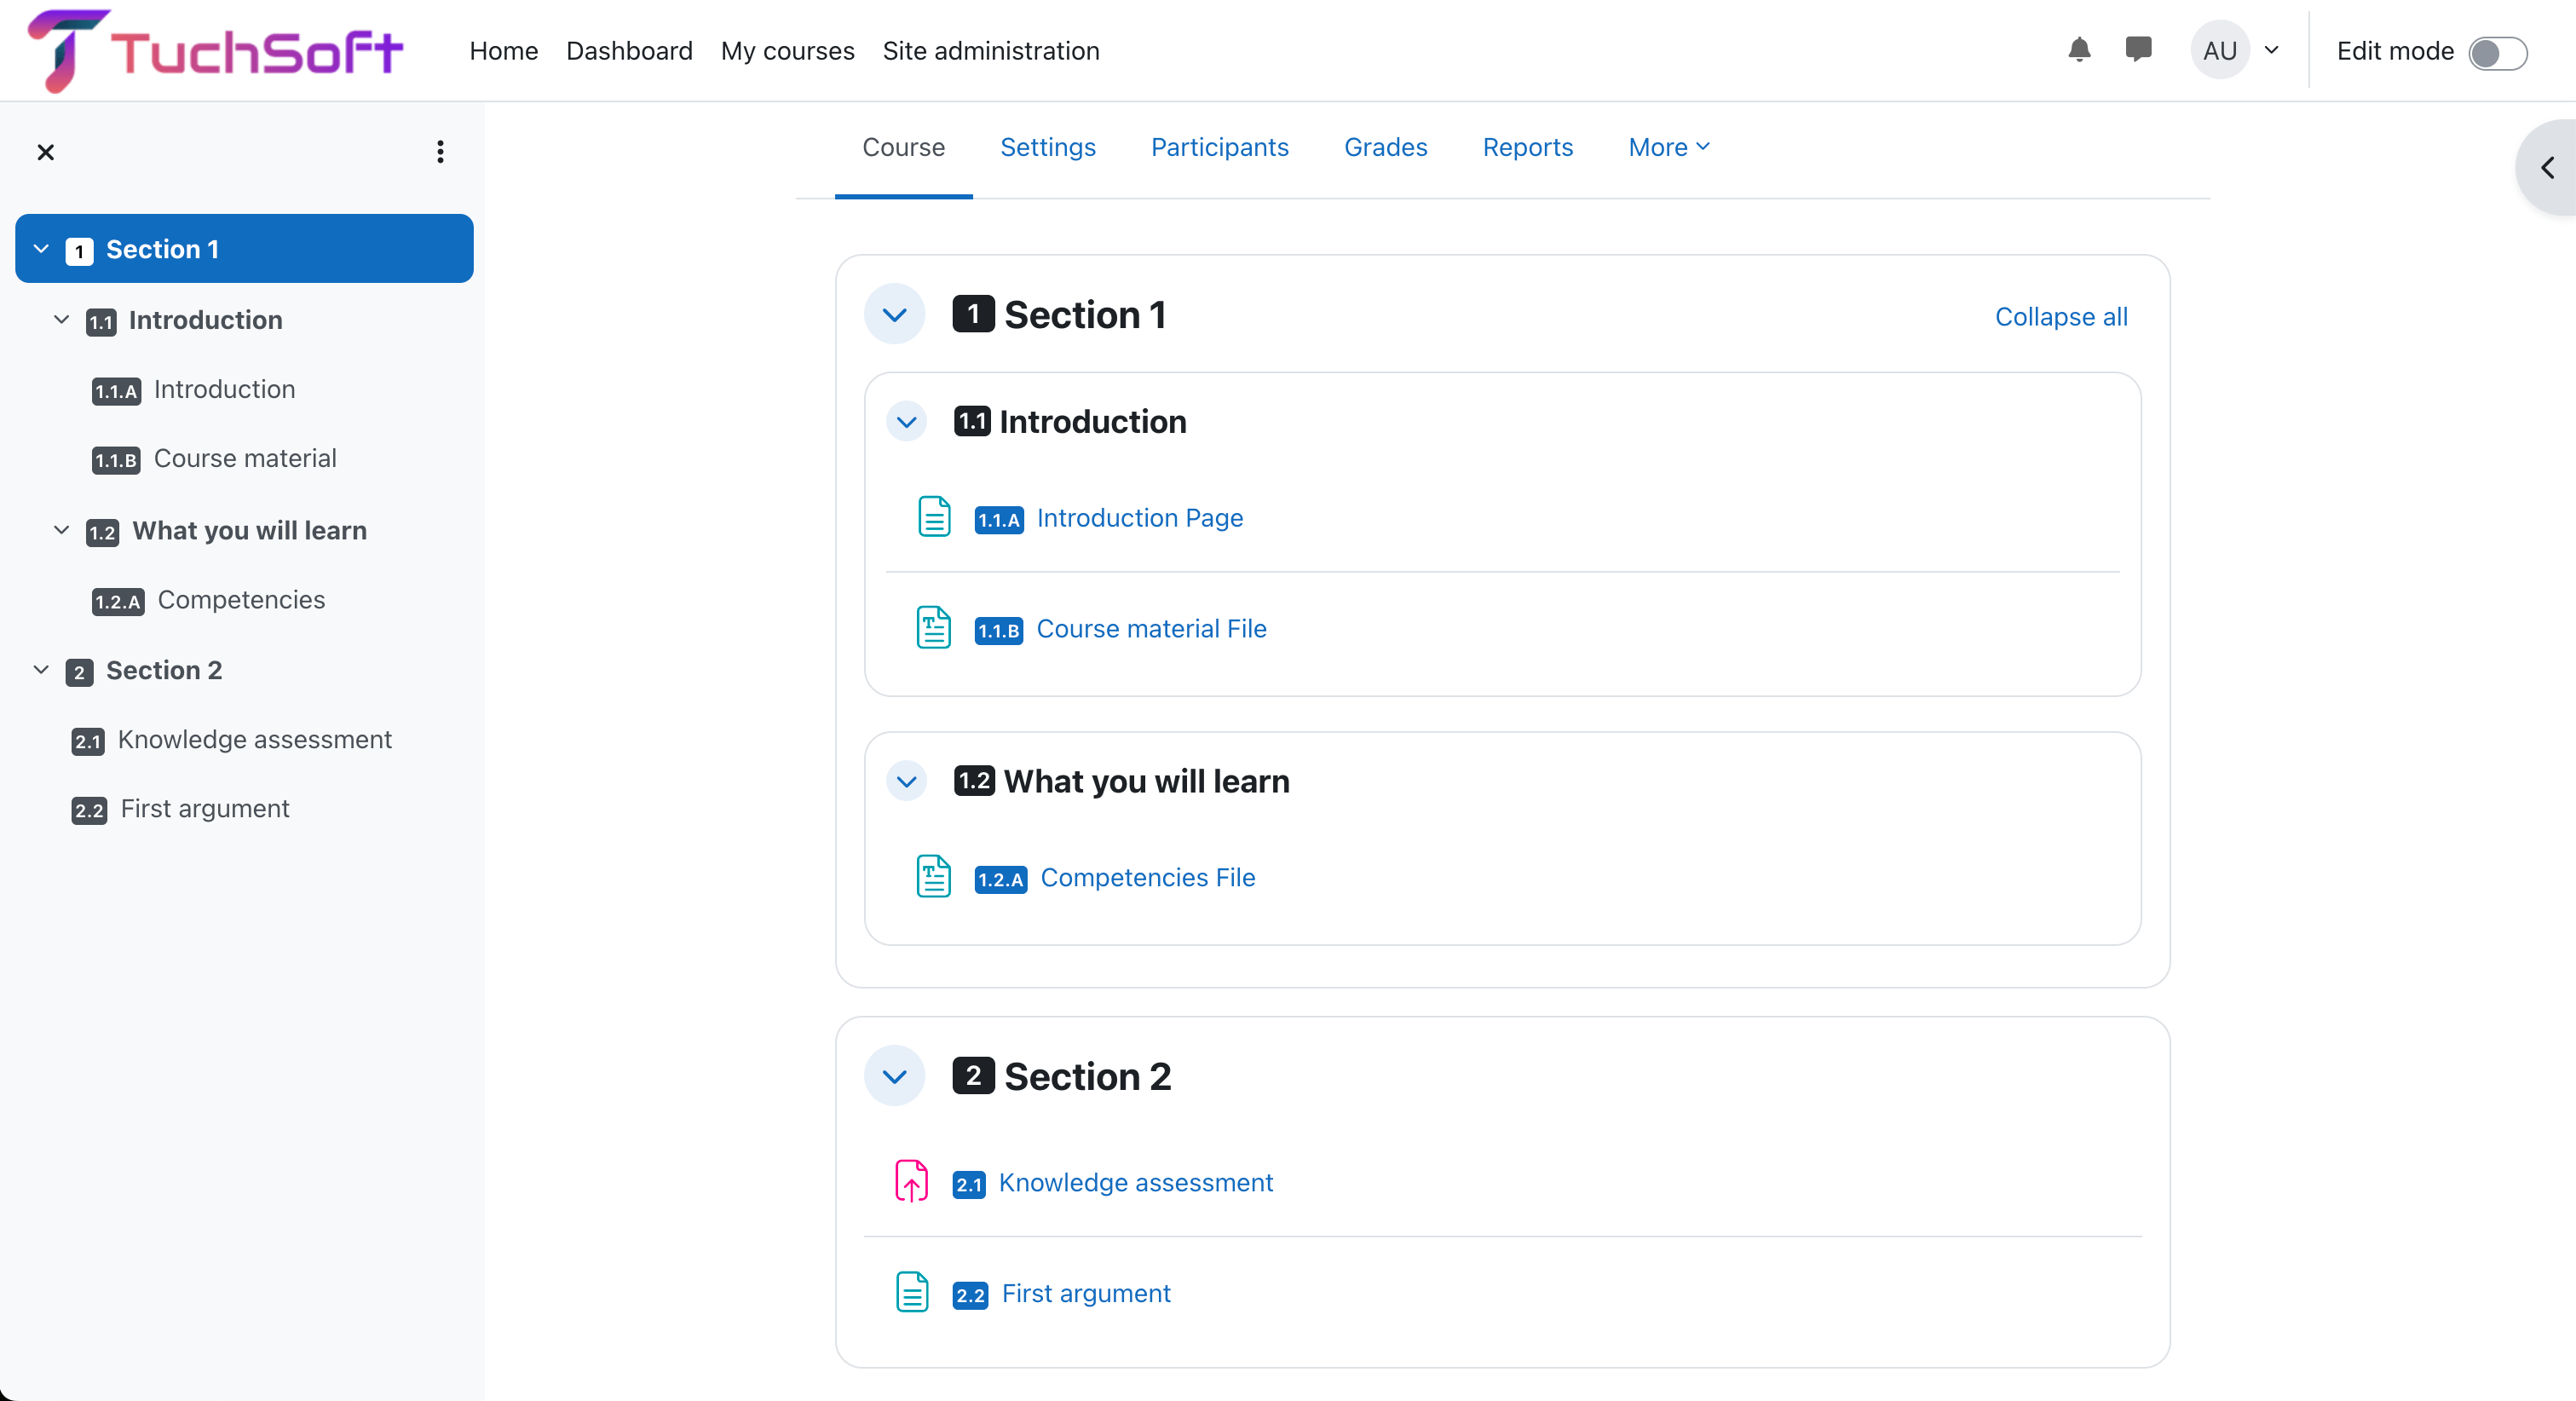 TuchSoft
Home Dashboard My courses Site administration AU Edit mode
Course Settings Participants Grades Reports More
1 Section 1
1.1 Introduction
1.1.A Introduction
1.1.B Course material
1.2 What you will learn
1.2.A Competencies
2 Section 2
2.1 Knowledge assessment
2.2 First argument
1 Section 1 Collapse all
1.1 Introduction
1.1.A Introduction Page
1.1.B Course material File
1.2 What you will learn
1.2.A Competencies File
2 Section 2
2.1 Knowledge assessment
2.2 First argument